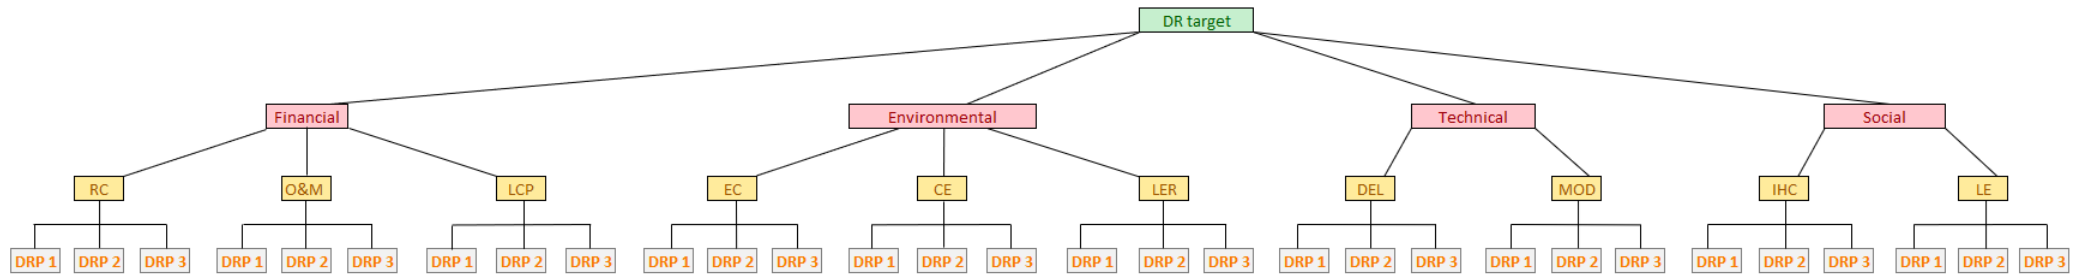 DR target
Financial
Environmental
Technical
Social
RC
O&M
LCP
EC
CE
LER
DEL
MOD
IHC
LE
DRP 1
DRP 2
DRP 3
DRP 1
DRP 2
DRP 3
DRP 1
DRP 2
DRP 3
DRP 1
DRP 2
DRP 3
DRP 1
DRP 2
DRP 3
DRP 1
DRP 2
DRP 3
DRP 1
DRP 2
DRP 3
DRP 1
DRP 2
DRP 3
DRP 1
DRP 2
DRP 3
DRP 1
DRP 2
DRP 3